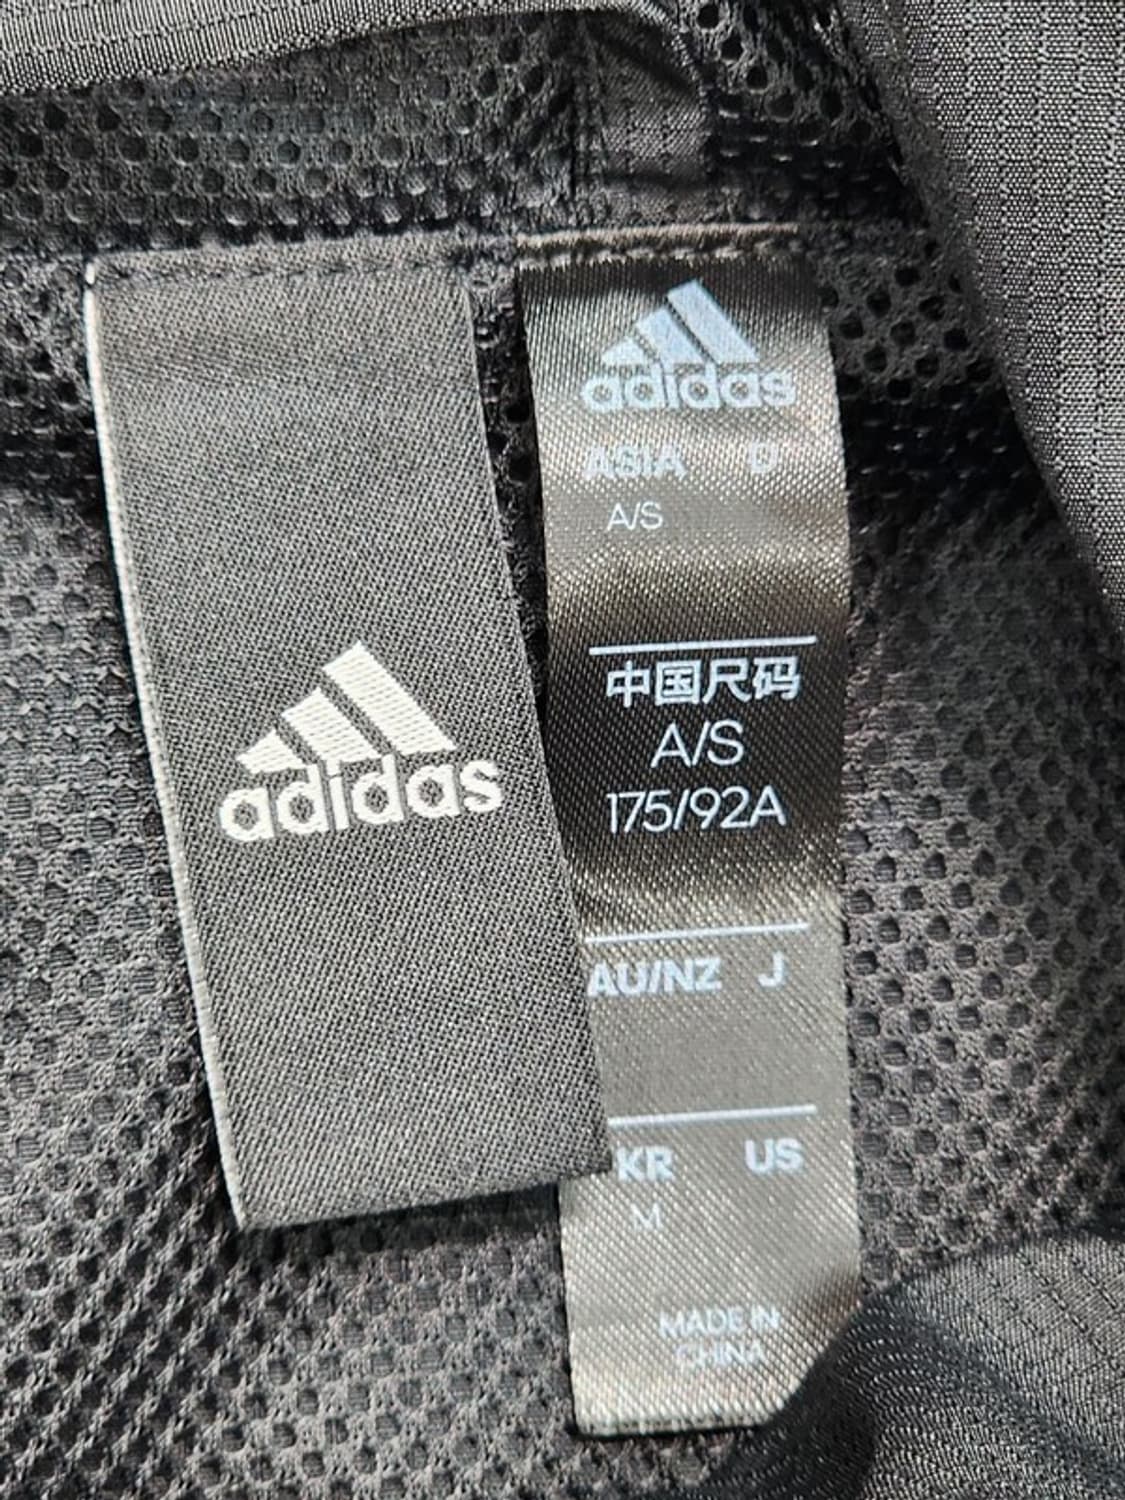 adidas
adidas
ASIA D
A/S
中国尺码
A/S
175/92A
AU/NZ J
KR US
M
MADE IN
CHINA